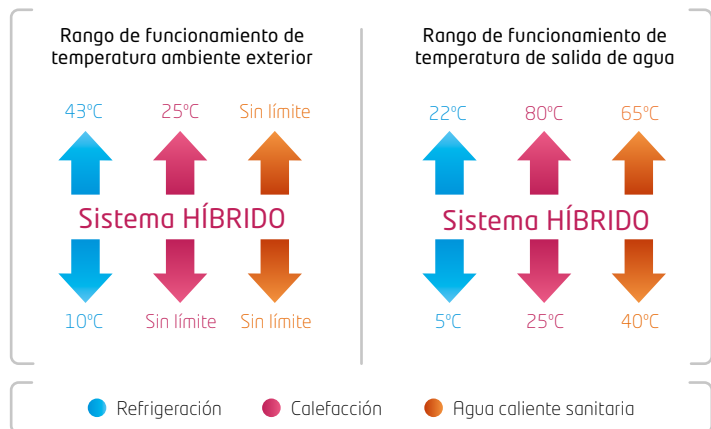 Rango de funcionamiento de
temperatura ambiente exterior
43ºC 25ºC Sin límite
Sistema HÍBRIDO
10ºC Sin límite Sin límite
Rango de funcionamiento de
temperatura de salida de agua
22ºC 80ºC 65ºC
Sistema HÍBRIDO
5ºC 25ºC 40ºC
Refrigeración Calefacción Agua caliente sanitaria